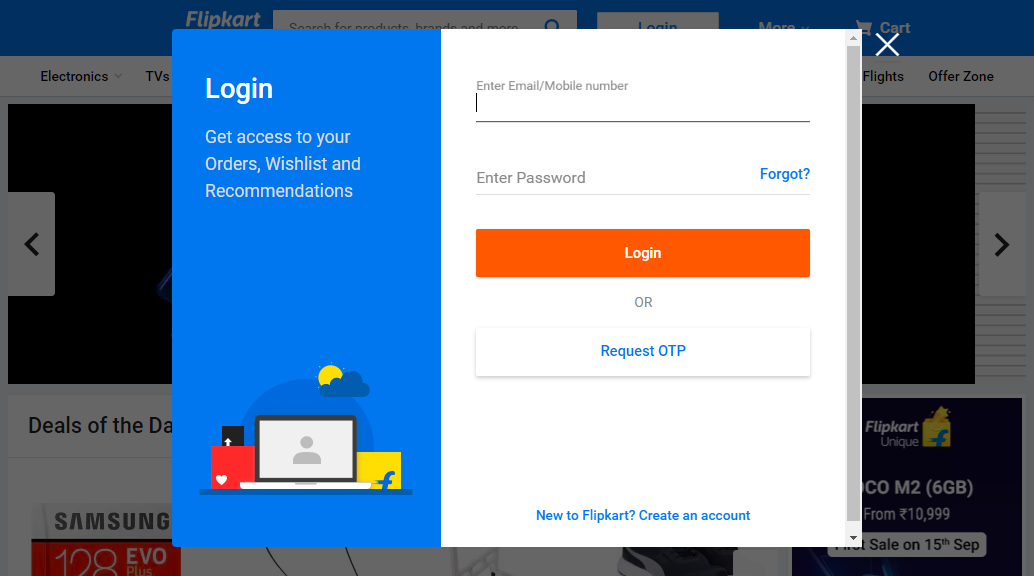 Flipkart
Search for products, brands and more
Login
More
Cart
Electronics
TVs
Flights
Offer Zone
Login
Get access to your
Orders, Wishlist and
Recommendations
Enter Email/Mobile number
Enter Password
Forgot?
Login
OR
Request OTP
New to Flipkart? Create an account
Deals of the Da
SAMSUNG
128 EVO
Plus
Flipkart
Unique
OCO M2 (6GB)
From ₹10,999
First Sale on 15th Sep